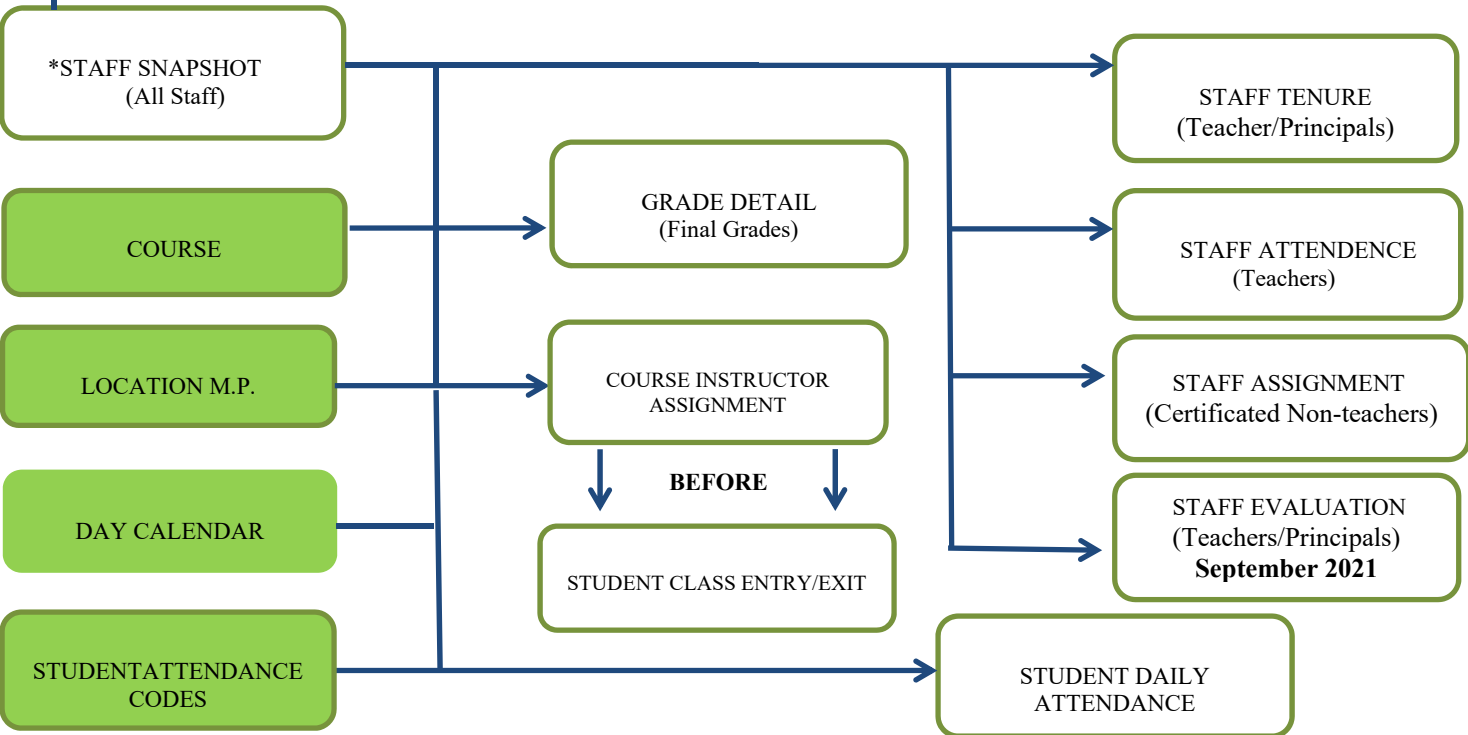 *STAFF SNAPSHOT
(All Staff)
STAFF TENURE
(Teacher/Principals)
GRADE DETAIL
(Final Grades)
COURSE
STAFF ATTENDENCE
(Teachers)
LOCATION M.P.
COURSE INSTRUCTOR
ASSIGNMENT
STAFF ASSIGNMENT
(Certificated Non-teachers)
BEFORE
DAY CALENDAR
STAFF EVALUATION
(Teachers/Principals)
September 2021
STUDENT CLASS ENTRY/EXIT
STUDENTATTENDANCE
CODES
STUDENT DAILY
ATTENDANCE